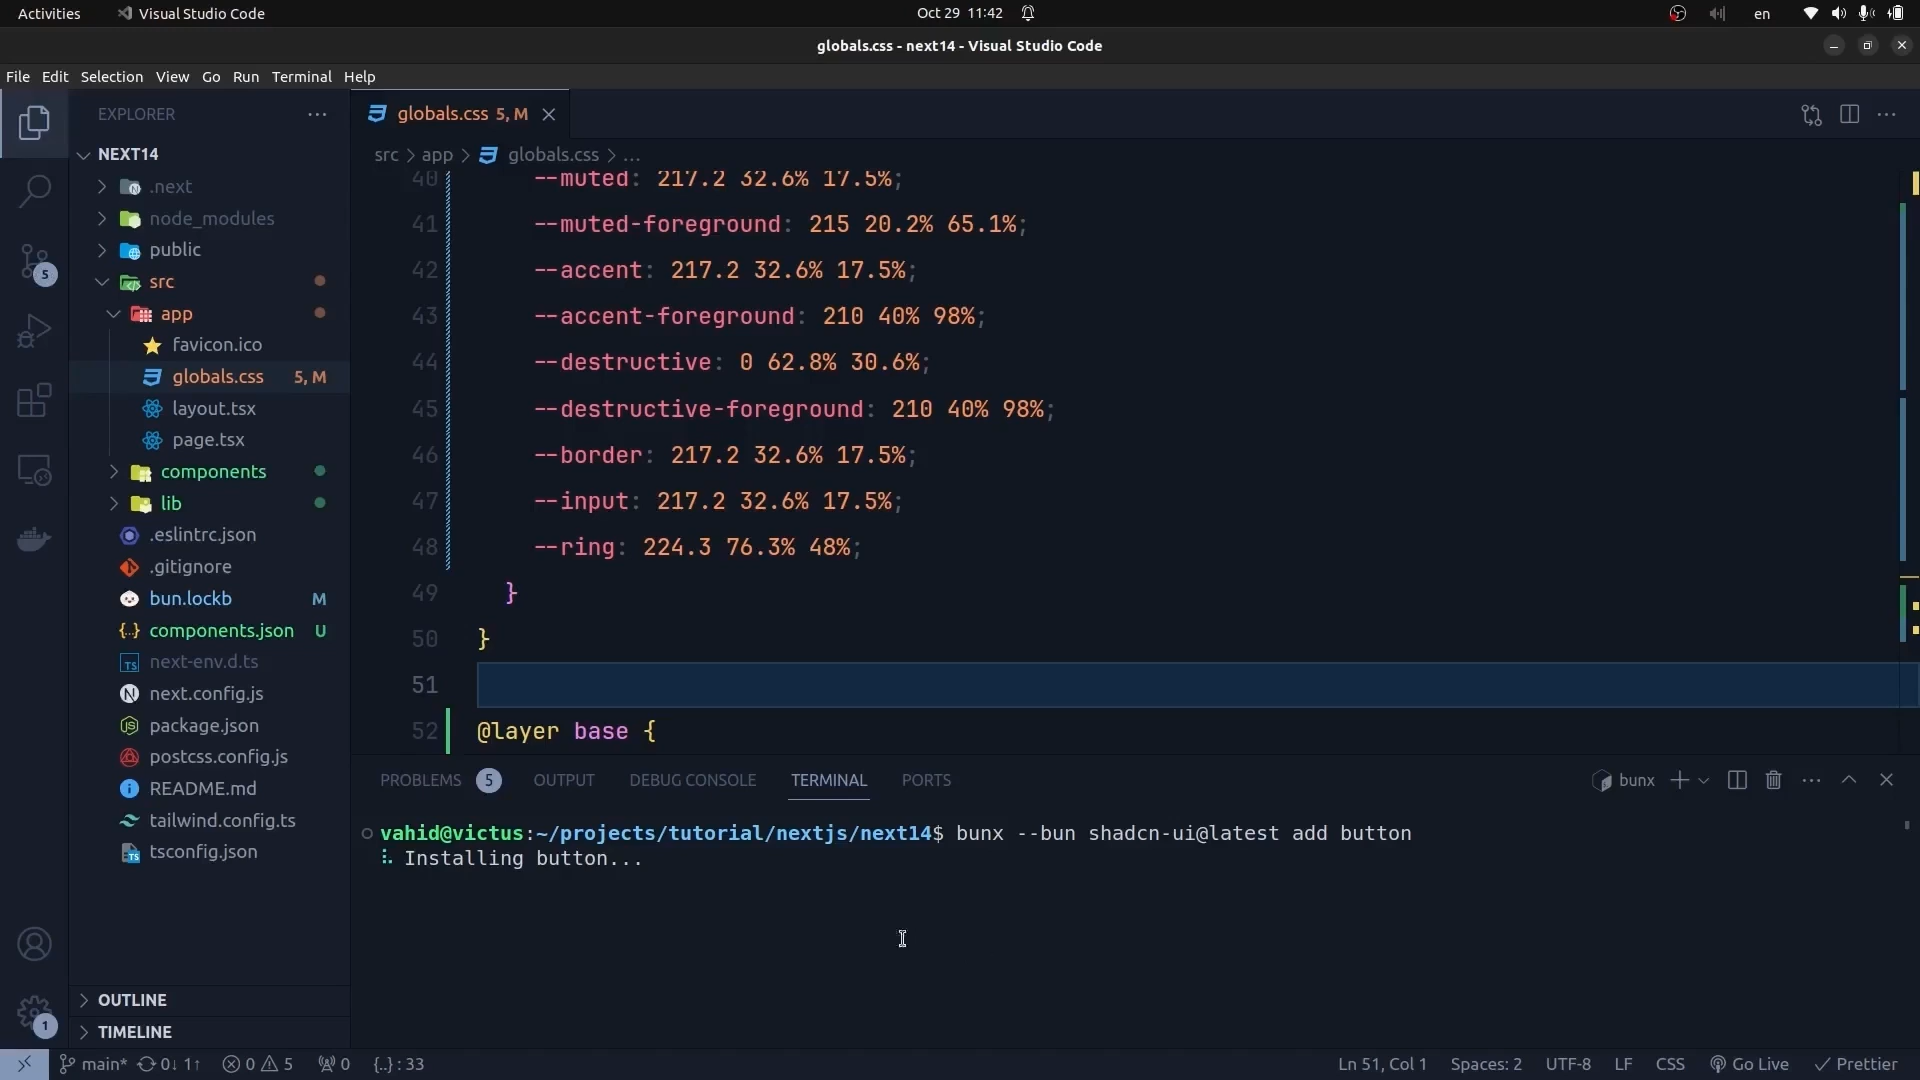 Activities
Visual Studio Code
Oct 29 11:42
en
globals.css - next14 - Visual Studio Code
File Edit Selection View Go Run Terminal Help
EXPLORER
NEXT14
.next
node_modules
public
src
app
favicon.ico
globals.css 5, M
layout.tsx
page.tsx
components
lib
.eslintrc.json
.gitignore
bun.lockb M
components.json U
next-env.d.ts
next.config.js
package.json
postcss.config.js
README.md
tailwind.config.ts
tsconfig.json
OUTLINE
TIMELINE
5
1
globals.css 5, M
src > app > globals.css > ...
40 --muted: 217.2 32.6% 17.5%;
41 --muted-foreground: 215 20.2% 65.1%;
42 --accent: 217.2 32.6% 17.5%;
43 --accent-foreground: 210 40% 98%;
44 --destructive: 0 62.8% 30.6%;
45 --destructive-foreground: 210 40% 98%;
46 --border: 217.2 32.6% 17.5%;
47 --input: 217.2 32.6% 17.5%;
48 --ring: 224.3 76.3% 48%;
49 }
50 }
51
52 @layer base {
PROBLEMS 5 OUTPUT DEBUG CONSOLE TERMINAL PORTS
bunx
vahid@victus:~/projects/tutorial/nextjs/next14$ bunx --bun shadcn-ui@latest add button
Installing button...
main* 0↓ 1↑ 0 5 0 {..} : 33
Ln 51, Col 1 Spaces: 2 UTF-8 LF CSS Go Live Prettier